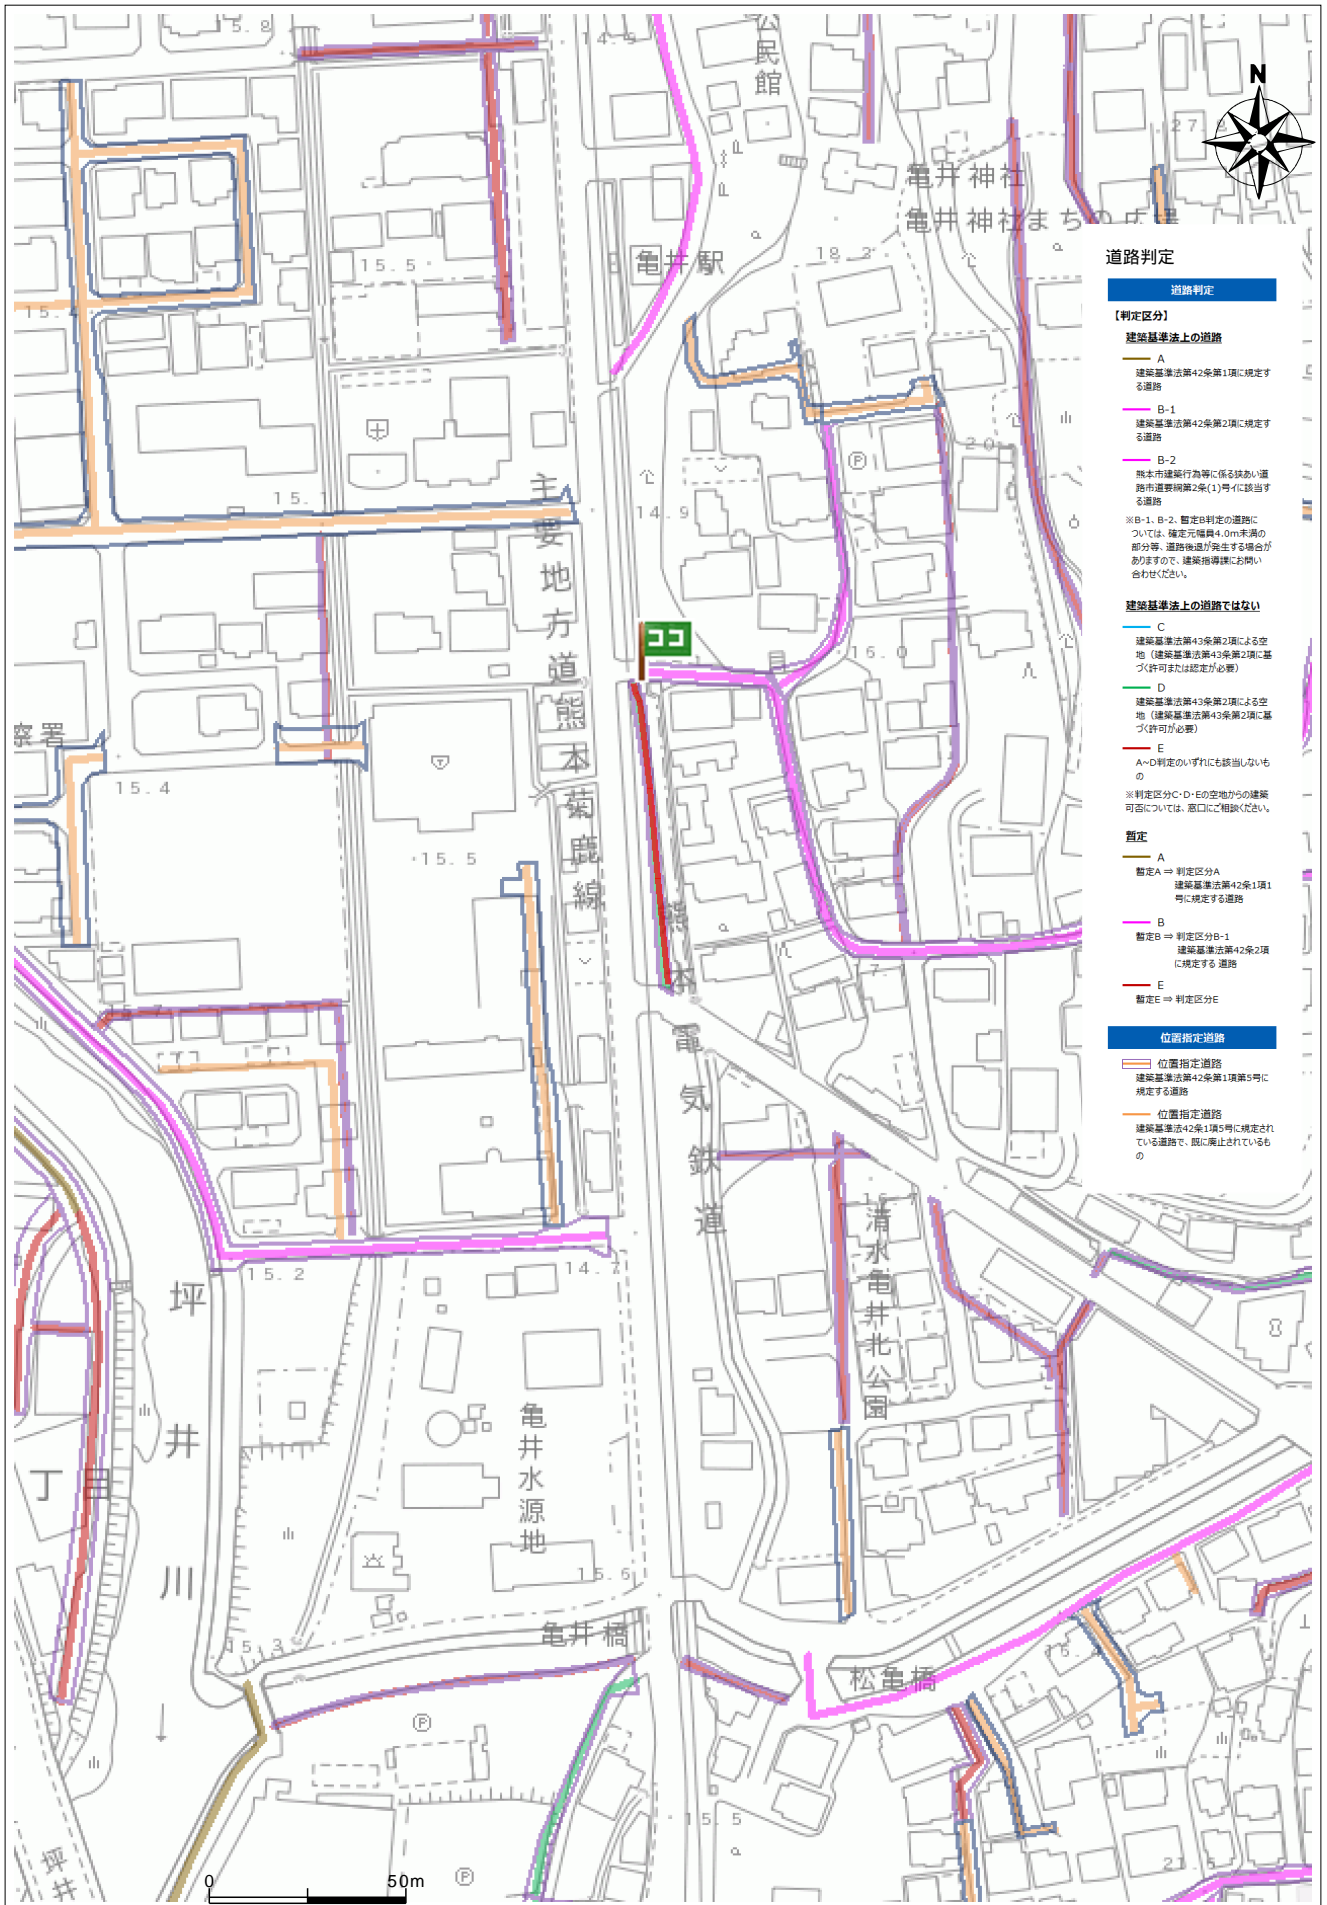 15.8
14.9
公民館
N
27.8
亀井神社
亀井神社まちの広場
亀井駅
18.3
15.5
15.4
道路判定
道路判定
【判定区分】
建築基準法上の道路
A
建築基準法第42条第1項に規定す
る道路
B-1
建築基準法第42条第2項に規定す
る道路
B-2
熊本市建築行為等に係る狭あい道
路市道要綱第2条(1)号イに該当す
る道路
※B-1、B-2、暫定B判定の道路に
ついては、確定元幅員4.0m未満の
部分等、道路後退が発生する場合が
ありますので、建築指導課にお問い
合わせください。
建築基準法上の道路ではない
C
建築基準法第43条第2項による空
地（建築基準法第43条第2項に基
づく許可または認定が必要）
D
建築基準法第43条第2項による空
地（建築基準法第43条第2項に基
づく許可が必要）
E
A~D判定のいずれにも該当しないも
の
※判定区分C・D・Eの空地からの建築
可否については、窓口にご相談ください。
暫定
A
暫定A ⇒ 判定区分A
建築基準法第42条1項1
号に規定する道路
B
暫定B ⇒ 判定区分B-1
建築基準法第42条2項
に規定する 道路
E
暫定E ⇒ 判定区分E
位置指定道路
位置指定道路
建築基準法第42条第1項第5号に
規定する道路
位置指定道路
建築基準法42条1項5号に規定され
ている道路で、既に廃止されているも
の
P
20.
15.1
14.9
主要地方道熊本菊鹿線
ココ
16.0
察署
15.4
15.5
熊本電気鉄道
17.
15.7
清水亀井北公園
15.2
14.7
坪井川
丁目
亀井水源地
15.6
15.3
亀井橋
松亀橋
P
15.5
P
21.5
坪井
0
50m